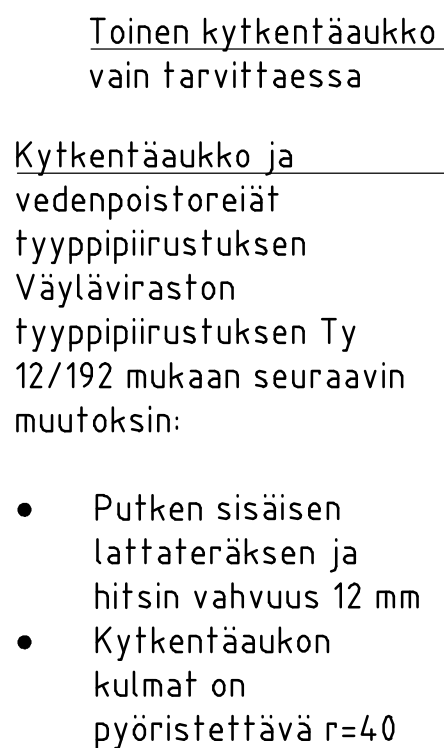 Toinen kytkentäaukko
vain tarvittaessa
Kytkentäaukko ja
vedenpoistoreiät
tyyppipiirustuksen
Väyläviraston
tyyppipiirustuksen Ty
12/192 mukaan seuraavin
muutoksin:
● Putken sisäisen
lattateräksen ja
hitsin vahvuus 12 mm
● Kytkentäaukon
kulmat on
pyöristettävä r=40